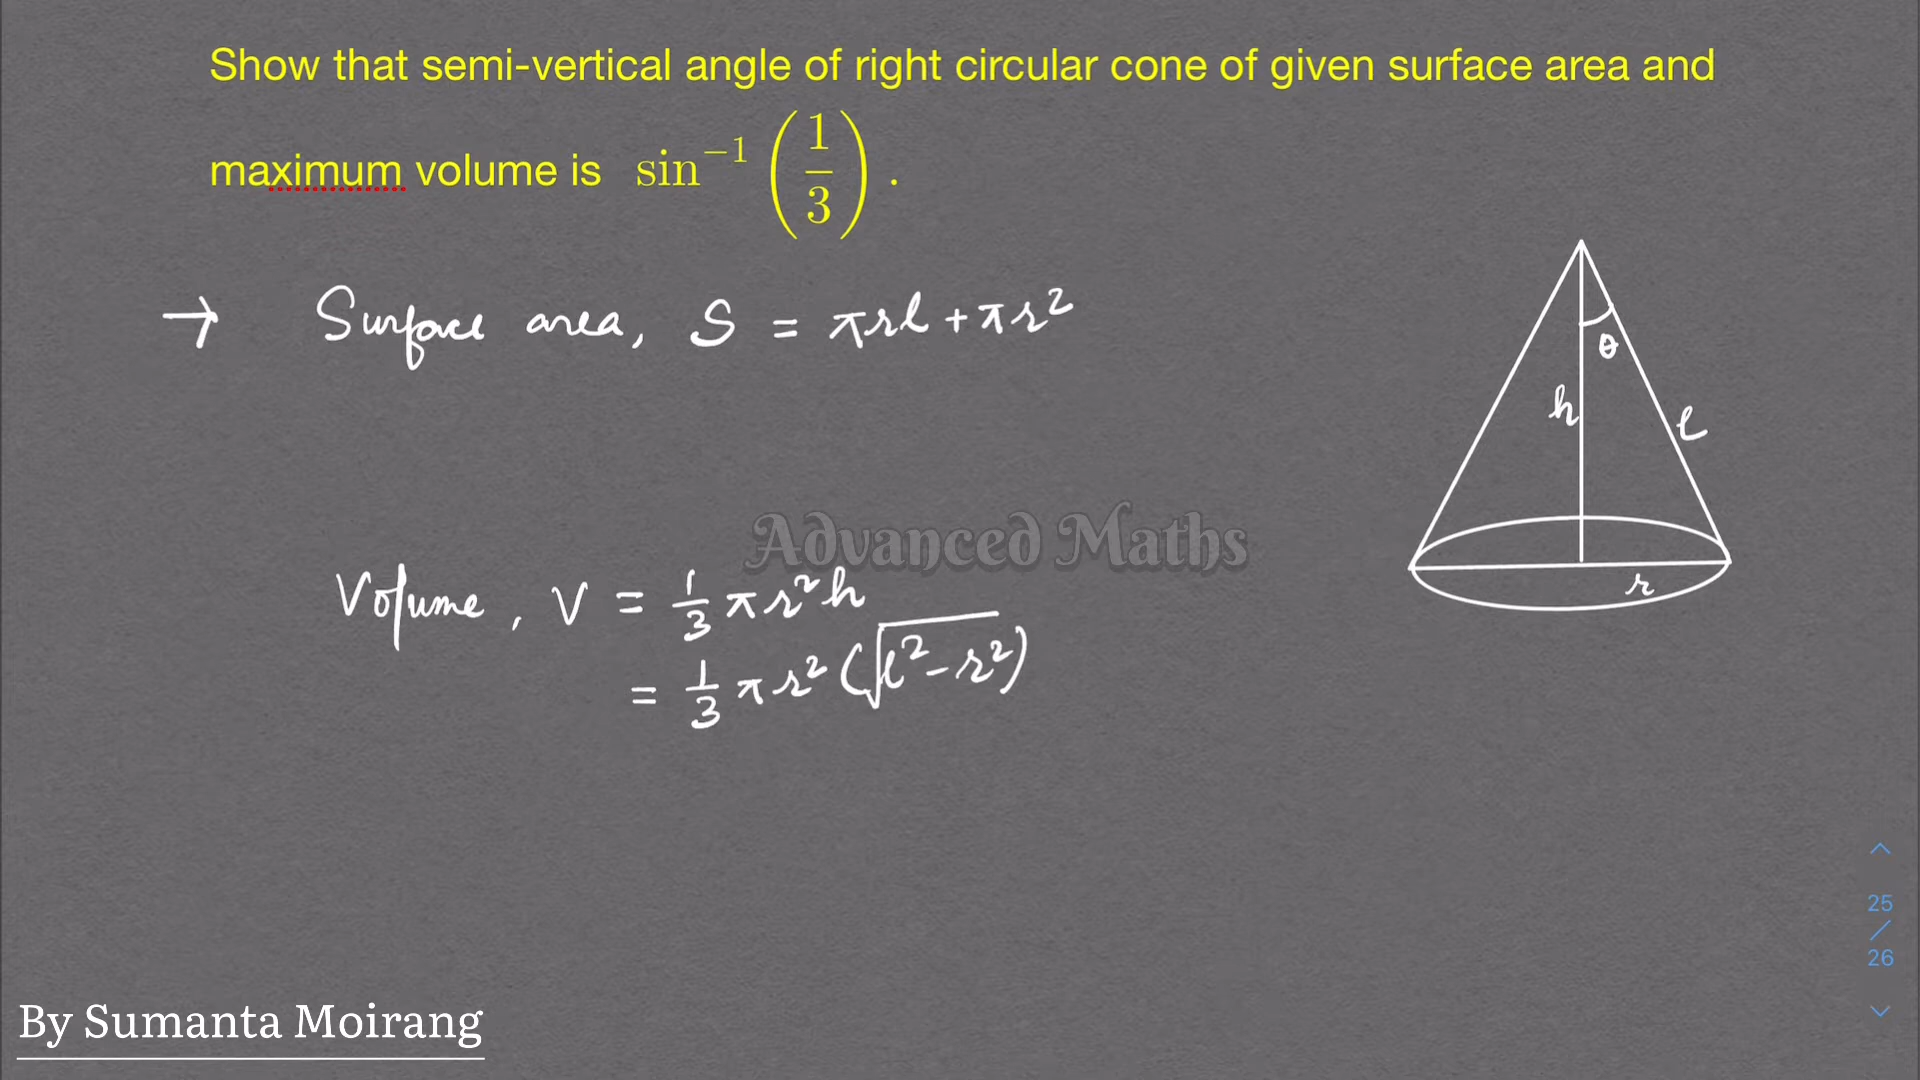 Show that semi-vertical angle of right circular cone of given surface area and
maximum volume is sin⁻¹(1/3).
→ Surface area, S = πrl + πr²
θ
h
l
Advanced Maths
Volume, V = 1/3 πr²h
r
= 1/3 πr²(√l²-r²)
25
/
26
By Sumanta Moirang